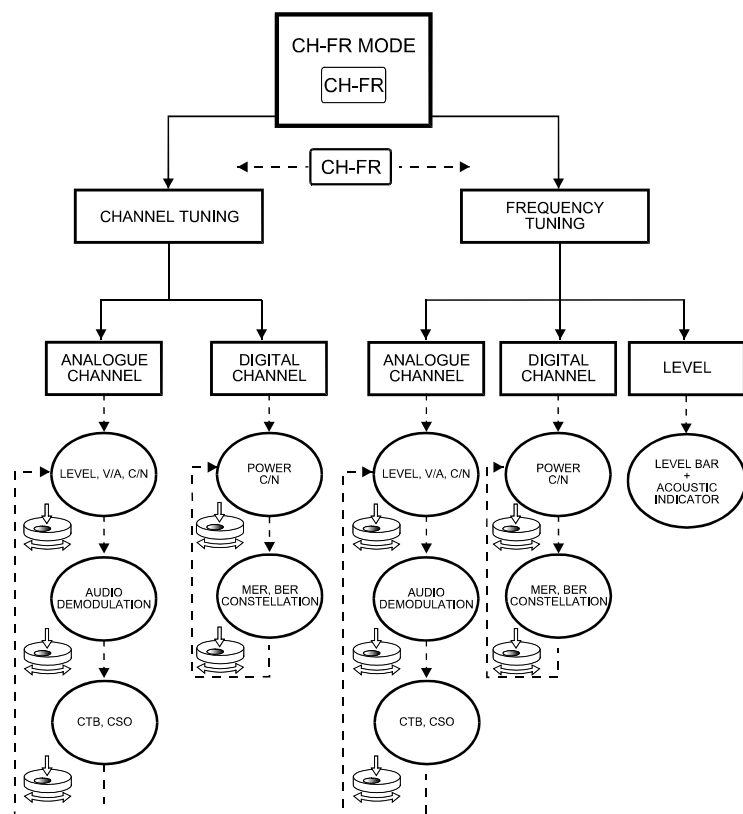 CH-FR MODE
CH-FR
CH-FR
CHANNEL TUNING
FREQUENCY
TUNING
ANALOGUE
CHANNEL
DIGITAL
CHANNEL
ANALOGUE
CHANNEL
DIGITAL
CHANNEL
LEVEL
LEVEL, V/A, C/N
POWER
C/N
LEVEL, V/A, C/N
POWER
C/N
LEVEL BAR
+
ACOUSTIC
INDICATOR
AUDIO
DEMODULATION
MER, BER
CONSTELLATION
AUDIO
DEMODULATION
MER, BER
CONSTELLATION
CTB, CSO
CTB, CSO